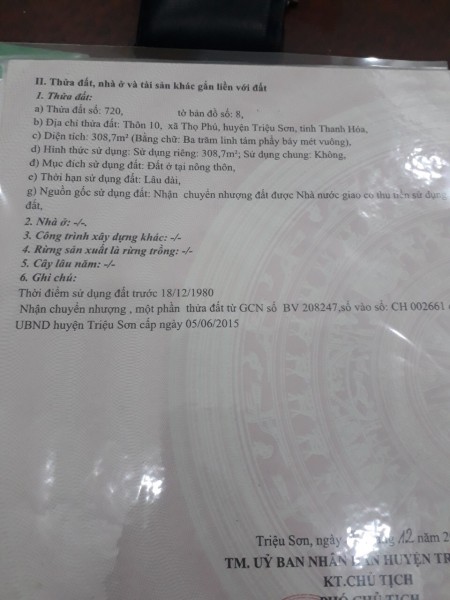 II. Thửa đất, nhà ở và tài sản khác gắn liền với đất
1. Thửa đất:
a) Thửa đất số: 720, tờ bản đồ số: 8,
b) Địa chỉ thửa đất: Thôn 10, xã Thọ Phú, huyện Triệu Sơn, tỉnh Thanh Hóa,
c) Diện tích: 308,7m² (Bằng chữ: Ba trăm linh tám phẩy bảy mét vuông),
d) Hình thức sử dụng: Sử dụng riêng: 308,7m²; Sử dụng chung: Không,
đ) Mục đích sử dụng đất: Đất ở tại nông thôn,
e) Thời hạn sử dụng đất: Lâu dài,
g) Nguồn gốc sử dụng đất: Nhận chuyển nhượng đất được Nhà nước giao có thu tiền sử dụng
đất,
2. Nhà ở: -/-,
3. Công trình xây dựng khác: -/-
4. Rừng sản xuất là rừng trồng: -/-
5. Cây lâu năm: -/-
6. Ghi chú:
Thời điểm sử dụng đất trước 18/12/1980
Nhận chuyển nhượng , một phần thửa đất từ GCN số BV 208247,số vào số: CH 002661
UBND huyện Triệu Sơn cấp ngày 05/06/2015
Triệu Sơn, ngày 12 năm 2
TM. UỶ BAN NHÂN DÂN HUYỆN TR
KT.CHỦ TỊCH
PHÓ CHỦ TỊCH